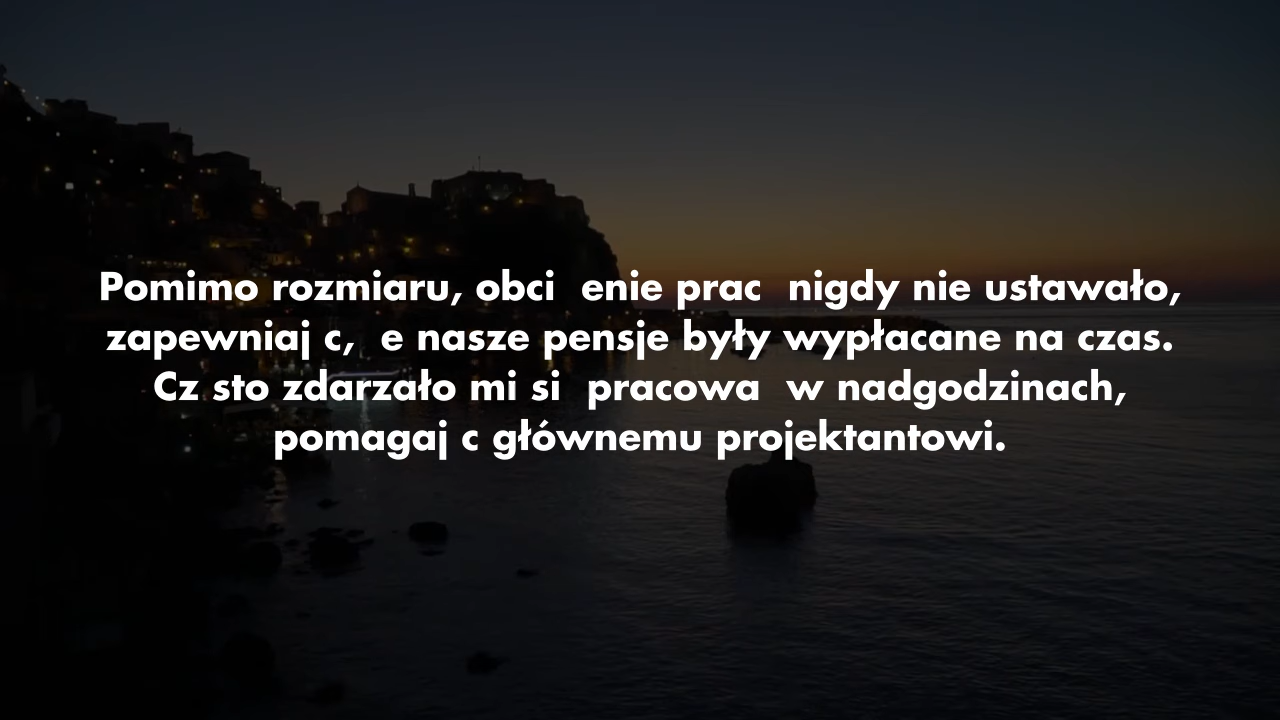 Pomimo rozmiaru, obci  enie prac  nigdy nie ustawało,
zapewniaj c,  e nasze pensje były wypłacane na czas.
Cz sto zdarzało mi si  pracowa  w nadgodzinach,
pomagaj c głównemu projektantowi.